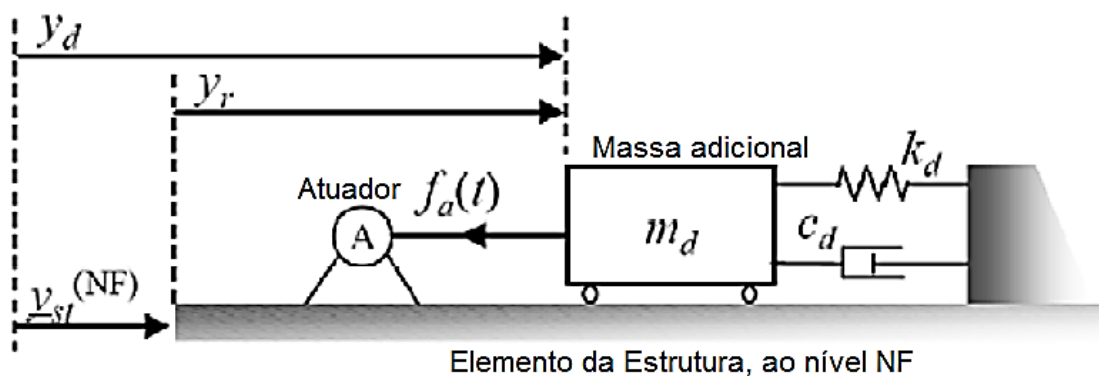 y_d
y_r
Massa adicional
k_d
Atuador
f_a(t)
A
m_d
c_d
y_st^(NF)
Elemento da Estrutura, ao nível NF